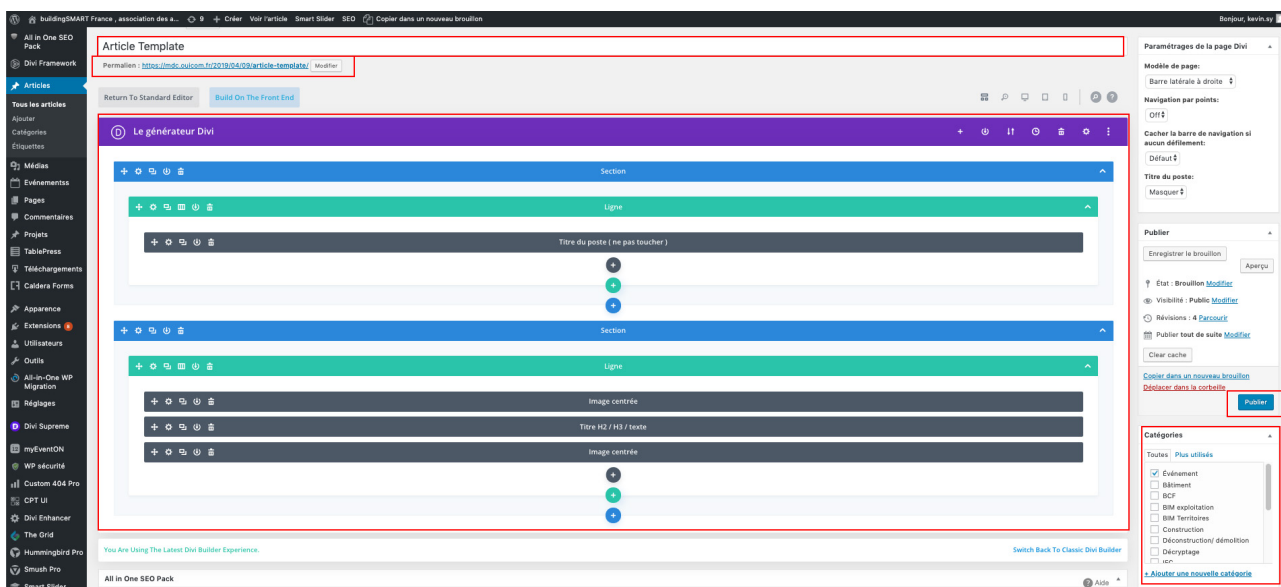 buildingSMART France , association des a... 9 + Créer Voir l'article Smart Slider SEO Copier dans un nouveau brouillon Bonjour, kevin.sy
All in One SEO Pack
Divi Framework
Articles
Tous les articles
Ajouter
Catégories
Étiquettes
Médias
Evénementss
Pages
Commentaires
Projets
TablePress
Téléchargements
Caldera Forms
Apparence
Extensions 6
Utilisateurs
Outils
All-in-One WP Migration
Réglages
Divi Supreme
myEventON
WP sécurité
Custom 404 Pro
CPT UI
Divi Enhancer
The Grid
Hummingbird Pro
Smush Pro
Smart Slider
Article Template
Permalien : https://mdc.ouicom.fr/2019/04/09/article-template/ Modifier
Return To Standard Editor Build On The Front End
D Le générateur Divi
Section
Ligne
Titre du poste ( ne pas toucher )
Section
Ligne
Image centrée
Titre H2 / H3 / texte
Image centrée
You Are Using The Latest Divi Builder Experience. Switch Back To Classic Divi Builder
All in One SEO Pack Aide
Paramétrages de la page Divi
Modèle de page:
Barre latérale à droite
Navigation par points:
Off
Cacher la barre de navigation si
aucun défilement:
Défaut
Titre du poste:
Masquer
Publier
Enregistrer le brouillon
Aperçu
État : Brouillon Modifier
Visibilité : Public Modifier
Révisions : 4 Parcourir
Publier tout de suite Modifier
Clear cache
Copier dans un nouveau brouillon
Déplacer dans la corbeille
Publier
Catégories
Toutes Plus utilisés
Événement
Bâtiment
BCF
BIM exploitation
BIM Territoires
Construction
Déconstruction/ démolition
Décryptage
IFC
+ Ajouter une nouvelle catégorie